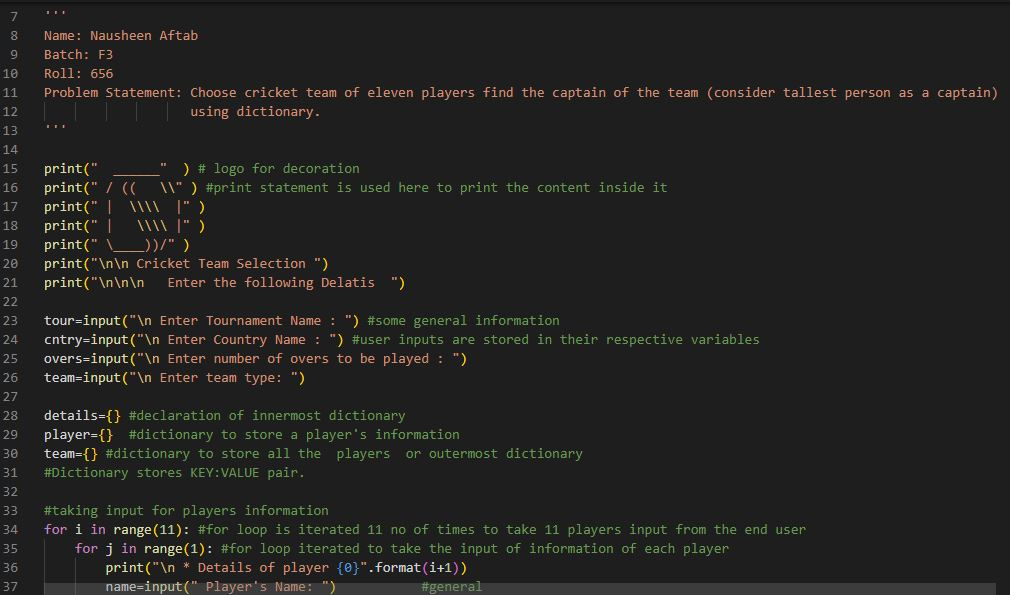 7 '''
8 Name: Nausheen Aftab
9 Batch: F3
10 Roll: 656
11 Problem Statement: Choose cricket team of eleven players find the captain of the team (consider tallest person as a captain)
12                    using dictionary.
13 '''
14
15 print("  ______"  ) # logo for decoration
16 print(" / ((   \\" ) #print statement is used here to print the content inside it
17 print(" |  \\\\  |" )
18 print(" |   \\\\ |" )
19 print(" \____))/" )
20 print("\n\n Cricket Team Selection ")
21 print("\n\n\n   Enter the following Delatis  ")
22
23 tour=input("\n Enter Tournament Name : ") #some general information
24 cntry=input("\n Enter Country Name : ") #user inputs are stored in their respective variables
25 overs=input("\n Enter number of overs to be played : ")
26 team=input("\n Enter team type: ")
27
28 details={} #declaration of innermost dictionary
29 player={}  #dictionary to store a player's information
30 team={} #dictionary to store all the  players  or outermost dictionary
31 #Dictionary stores KEY:VALUE pair.
32
33 #taking input for players information
34 for i in range(11): #for loop is iterated 11 no of times to take 11 players input from the end user
35     for j in range(1): #for loop iterated to take the input of information of each player
36         print("\n * Details of player {0}".format(i+1))
37         name=input(" Player's Name: ")           #general